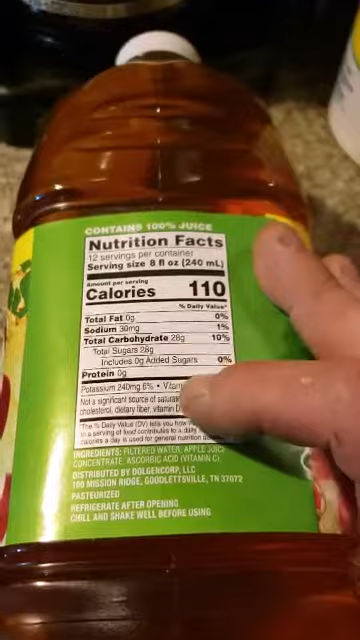 CONTAINS 100% JUICE
Nutrition Facts
12 servings per container
Serving size 8 fl oz (240 mL)
Amount per serving
Calories 110
% Daily Value*
Total Fat 0g 0%
Sodium 30mg 1%
Total Carbohydrate 28g 10%
Total Sugars 28g
Includes 0g Added Sugars 0%
Protein 0g
Potassium 240mg 6% •
Not a significant source of
cholesterol, dietary fiber, vitamin D
*The % Daily Value (DV) tells you how
in a serving of food contributes to a daily
calories a day is used for general nutrition
INGREDIENTS: FILTERED WATER, APPLE JUICE
CONCENTRATE, ASCORBIC ACID (VITAMIN C).
DISTRIBUTED BY DOLGENCORP, LLC
100 MISSION RIDGE, GOODLETTSVILLE, TN 37072
PASTEURIZED
REFRIGERATE AFTER OPENING
CHILL AND SHAKE WELL BEFORE USING